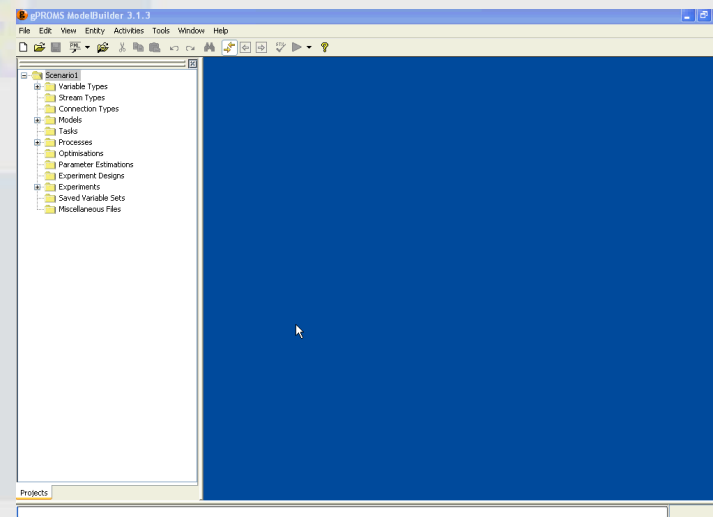 gPROMS ModelBuilder 3.1.3
File Edit View Entity Activities Tools Window Help
Scenario1
Variable Types
Stream Types
Connection Types
Models
Tasks
Processes
Optimisations
Parameter Estimations
Experiment Designs
Experiments
Saved Variable Sets
Miscellaneous Files
Projects